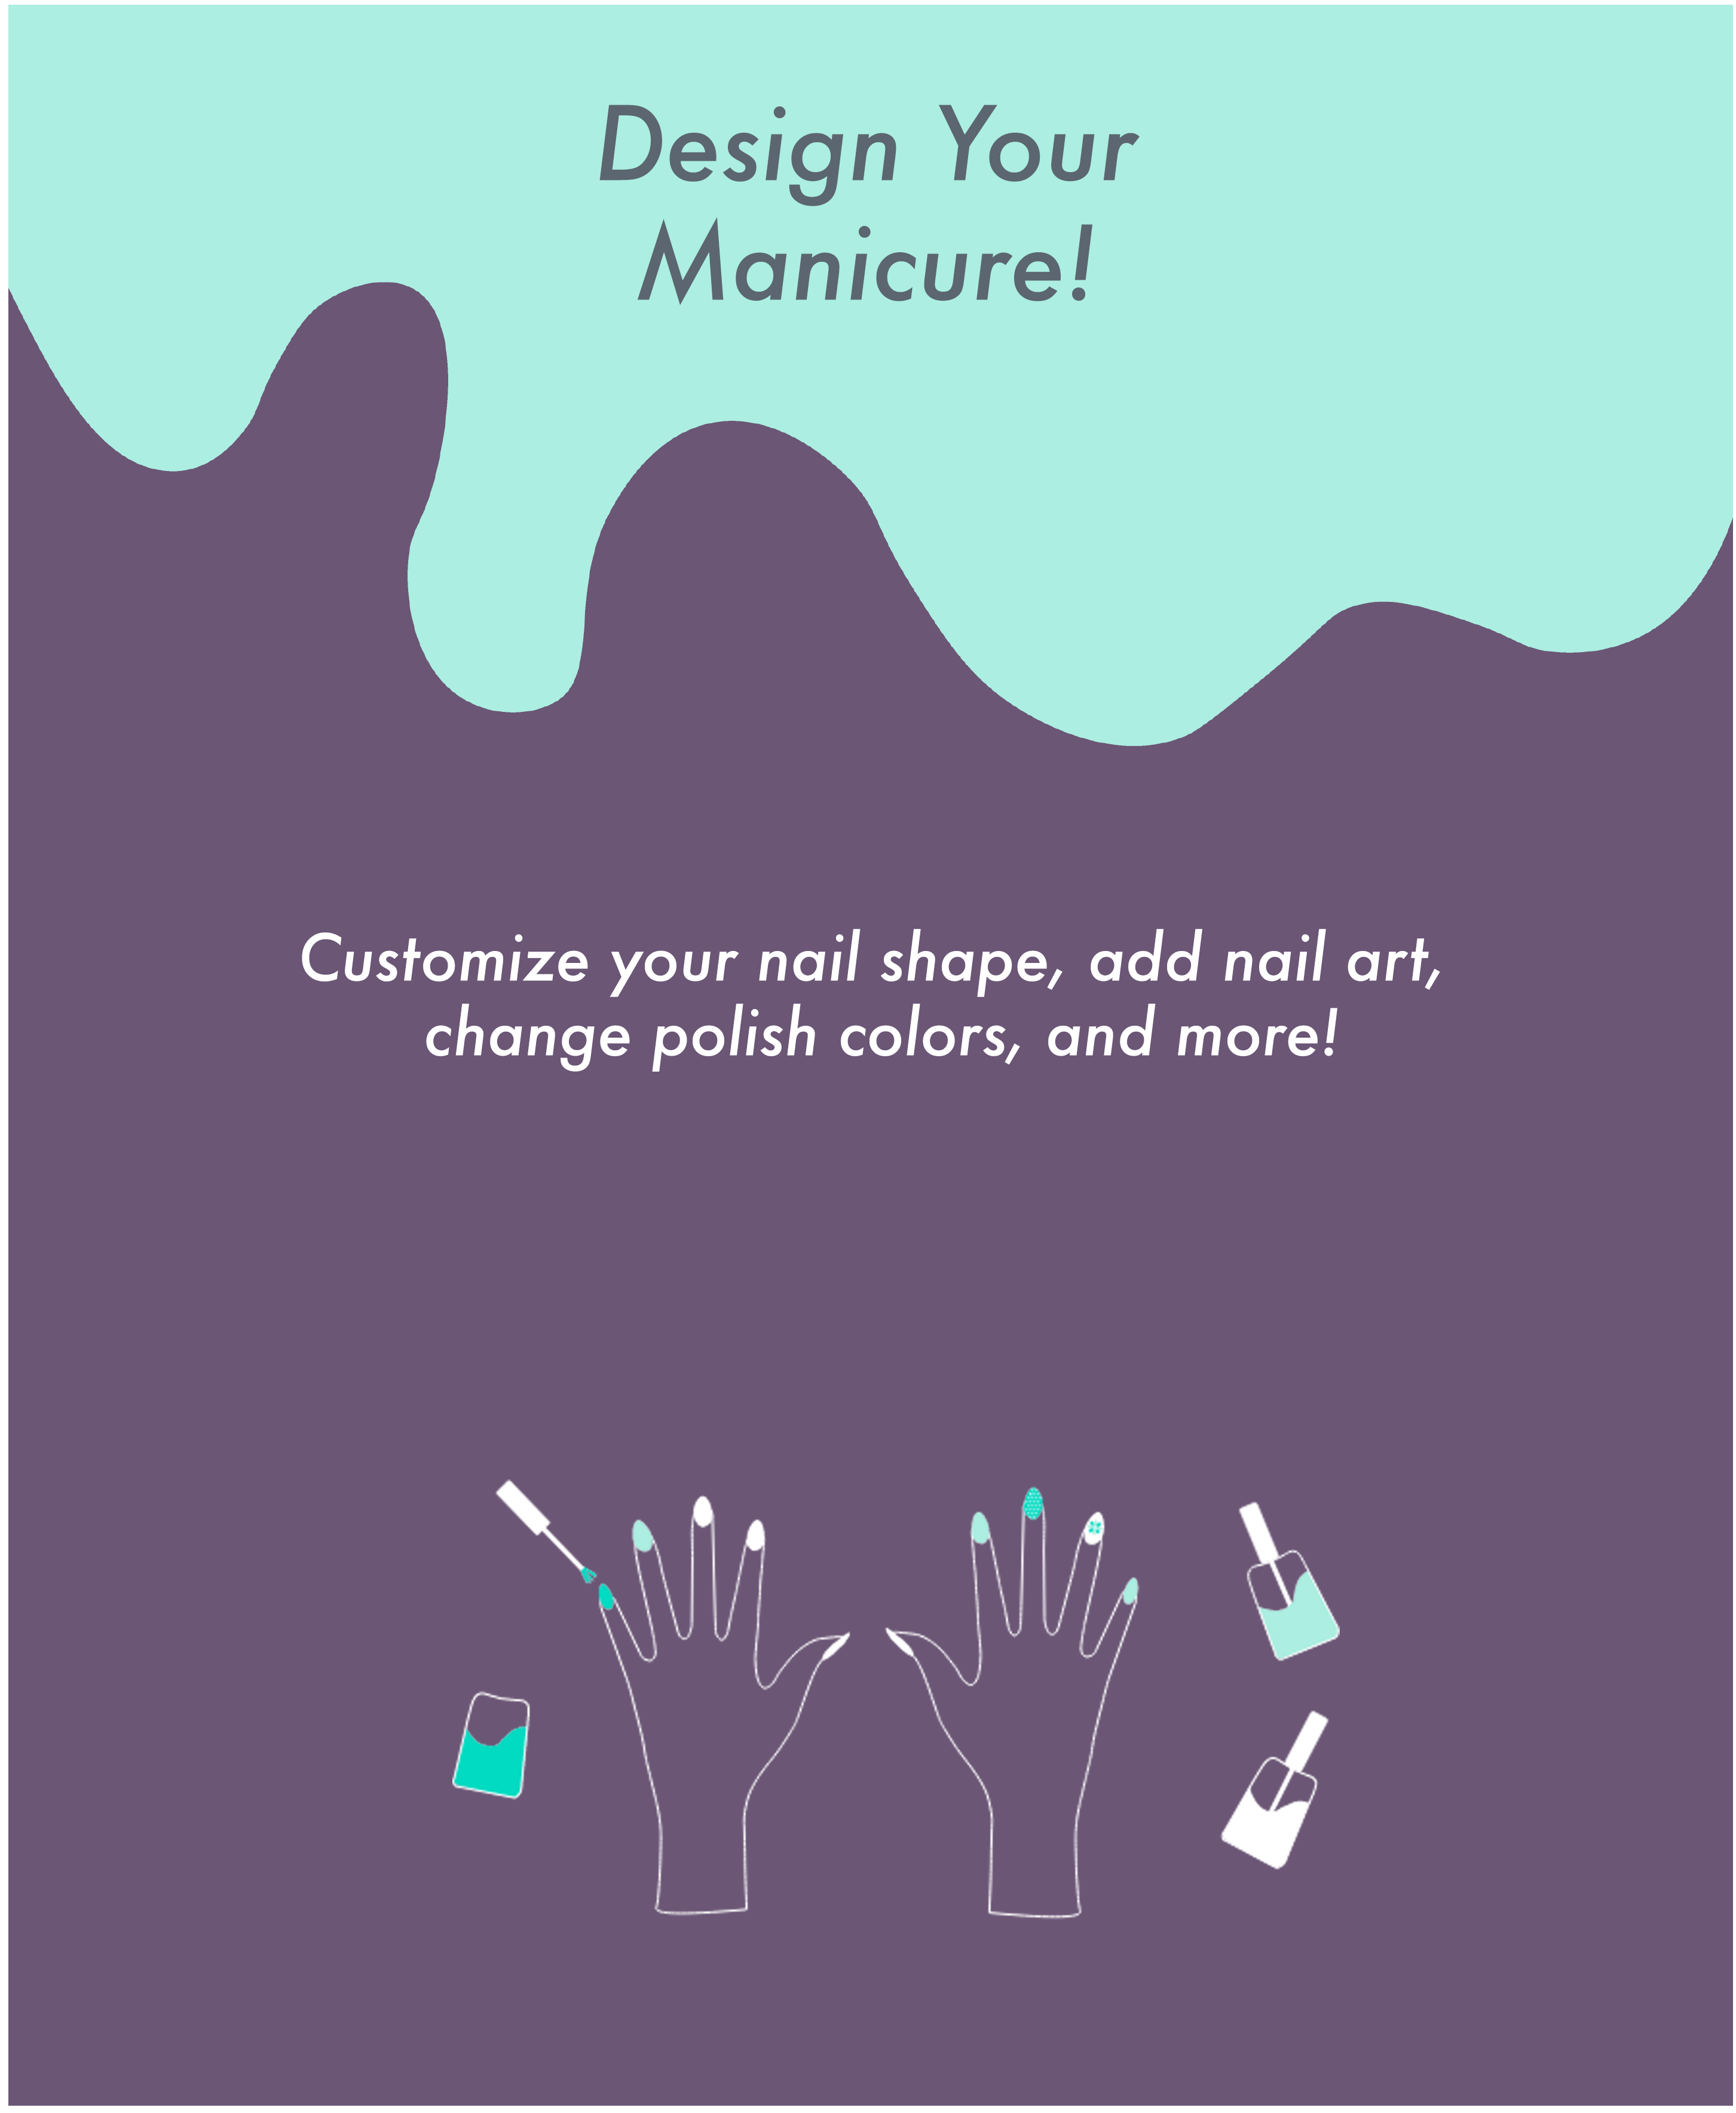 Design Your
Manicure!
Customize your nail shape, add nail art,
change polish colors, and more!